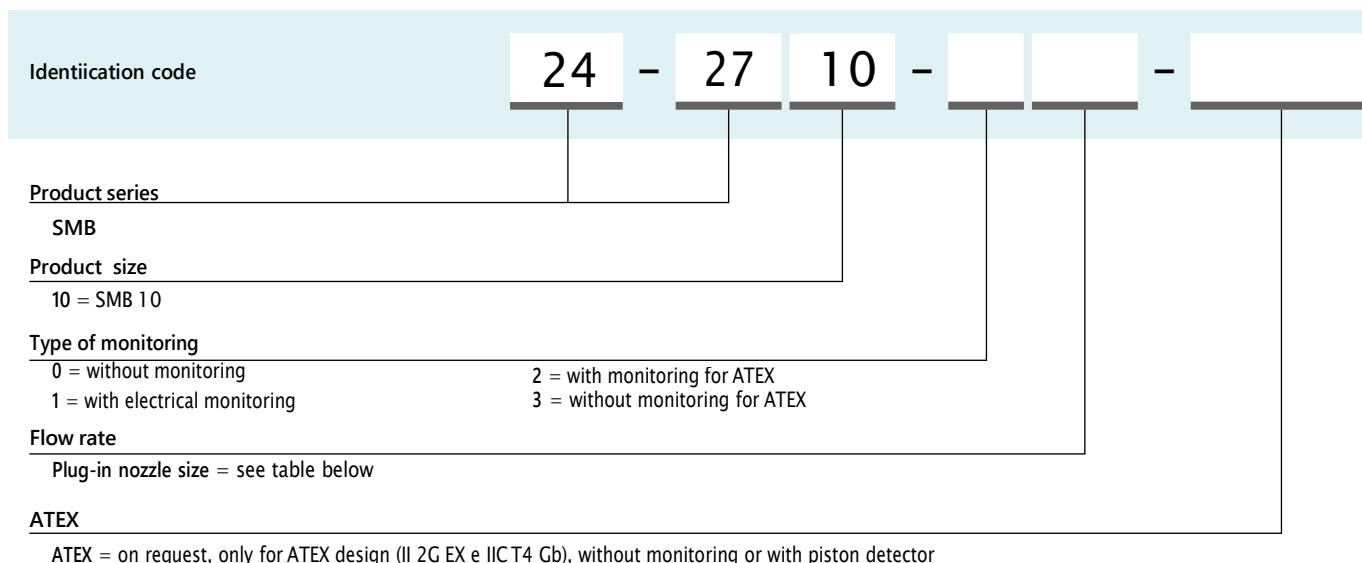 Identiication code 24 – 27 10 – –
Product series
SMB
Product size
10 = SMB 10
Type of monitoring
0 = without monitoring 2 = with monitoring for ATEX
1 = with electrical monitoring 3 = without monitoring for ATEX
Flow rate
Plug-in nozzle size = see table below
ATEX
ATEX = on request, only for ATEX design (II 2G EX e IIC T4 Gb), without monitoring or with piston detector